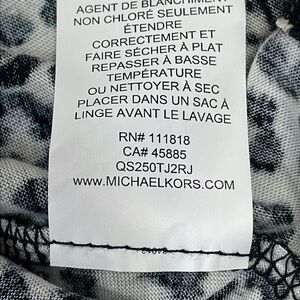 AGENT DE BLANCHIMENT
NON CHLORÉ SEULEMENT
ÉTENDRE
CORRECTEMENT ET
FAIRE SÉCHER À PLAT
REPASSER À BASSE
TEMPÉRATURE
OU NETTOYER À SEC
PLACER DANS UN SAC À
LINGE AVANT LE LAVAGE
RN# 111818
CA# 45885
QS250TJ2RJ
WWW.MICHAELKORS.COM